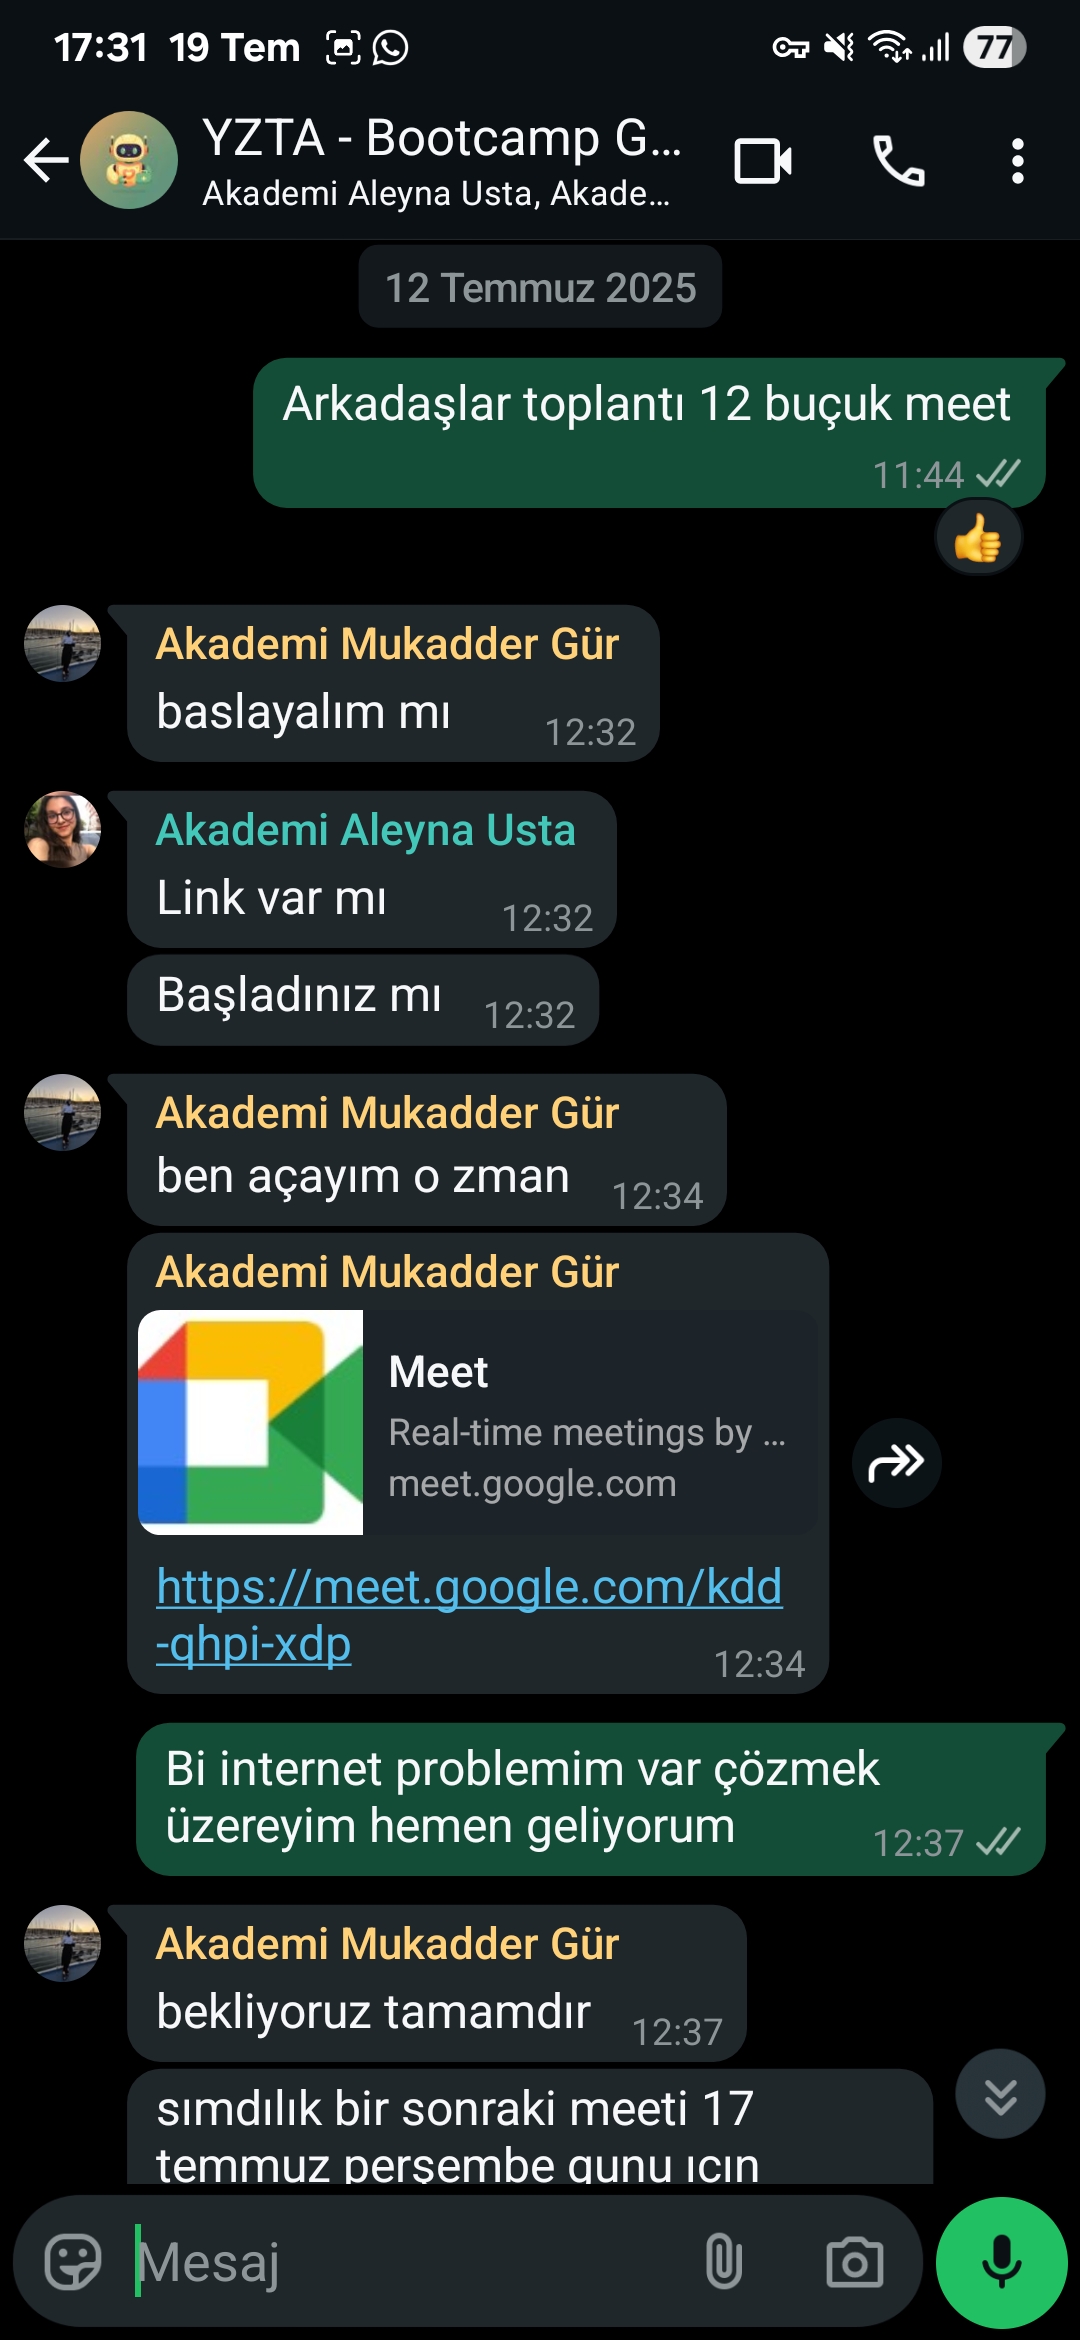 17:31 19 Tem
77
YZTA - Bootcamp G...
Akademi Aleyna Usta, Akade...
12 Temmuz 2025
Arkadaşlar toplantı 12 buçuk meet
11:44
Akademi Mukadder Gür
baslayalım mı
12:32
Akademi Aleyna Usta
Link var mı
12:32
Başladınız mı
12:32
Akademi Mukadder Gür
ben açayım o zman
12:34
Akademi Mukadder Gür
Meet
Real-time meetings by ...
meet.google.com
https://meet.google.com/kdd
-qhpi-xdp
12:34
Bi internet problemim var çözmek
üzereyim hemen geliyorum
12:37
Akademi Mukadder Gür
bekliyoruz tamamdır
12:37
sımdılık bir sonraki meeti 17
temmuz persembe gunu ıcın
Mesaj